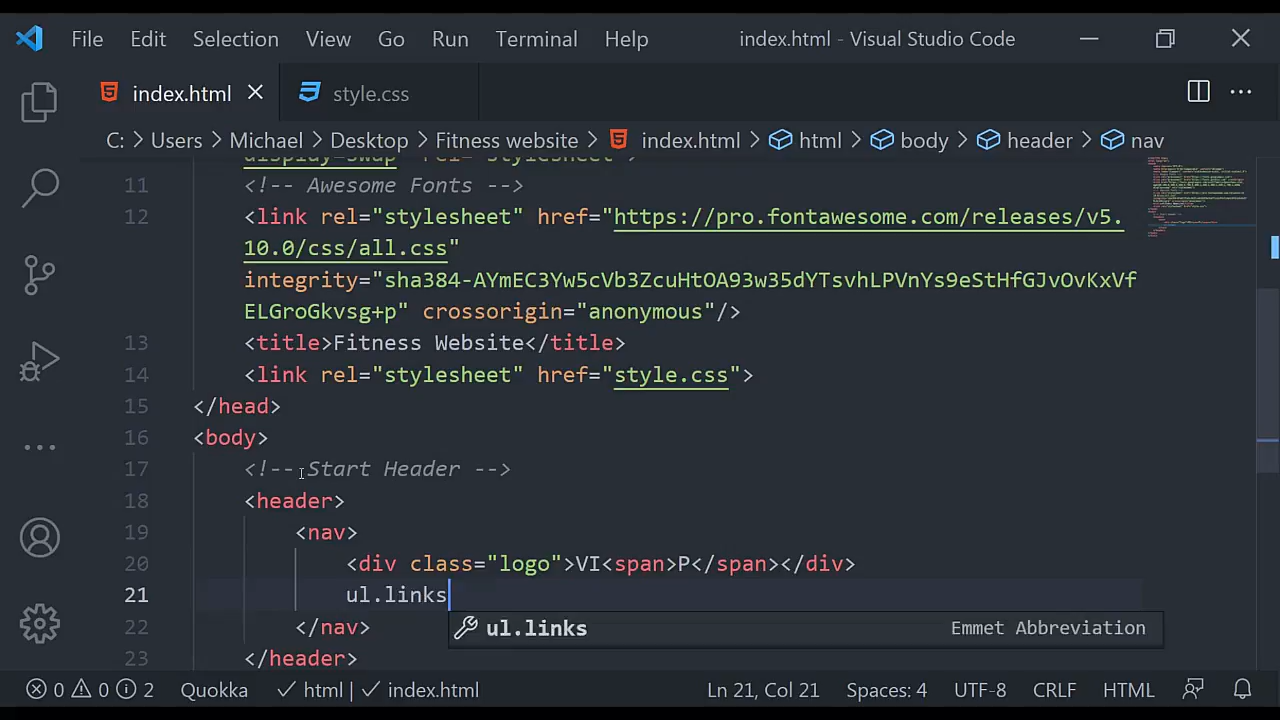 File Edit Selection View Go Run Terminal Help index.html - Visual Studio Code
index.html style.css
C: > Users > Michael > Desktop > Fitness website > index.html > html > body > header > nav
display=swap" rel="stylesheet">
11 <!-- Awesome Fonts -->
12 <link rel="stylesheet" href="https://pro.fontawesome.com/releases/v5.
10.0/css/all.css"
integrity="sha384-AYmEC3Yw5cVb3ZcuHtOA93w35dYTsvhLPVnYs9eStHfGJvOvKxVf
ELGroGkvsg+p" crossorigin="anonymous"/>
13 <title>Fitness Website</title>
14 <link rel="stylesheet" href="style.css">
15 </head>
16 <body>
17 <!-- Start Header -->
18 <header>
19 <nav>
20 <div class="logo">VI<span>P</span></div>
21 ul.links
ul.links Emmet Abbreviation
22 </nav>
23 </header>
0 0 2 Quokka html | index.html Ln 21, Col 21 Spaces: 4 UTF-8 CRLF HTML